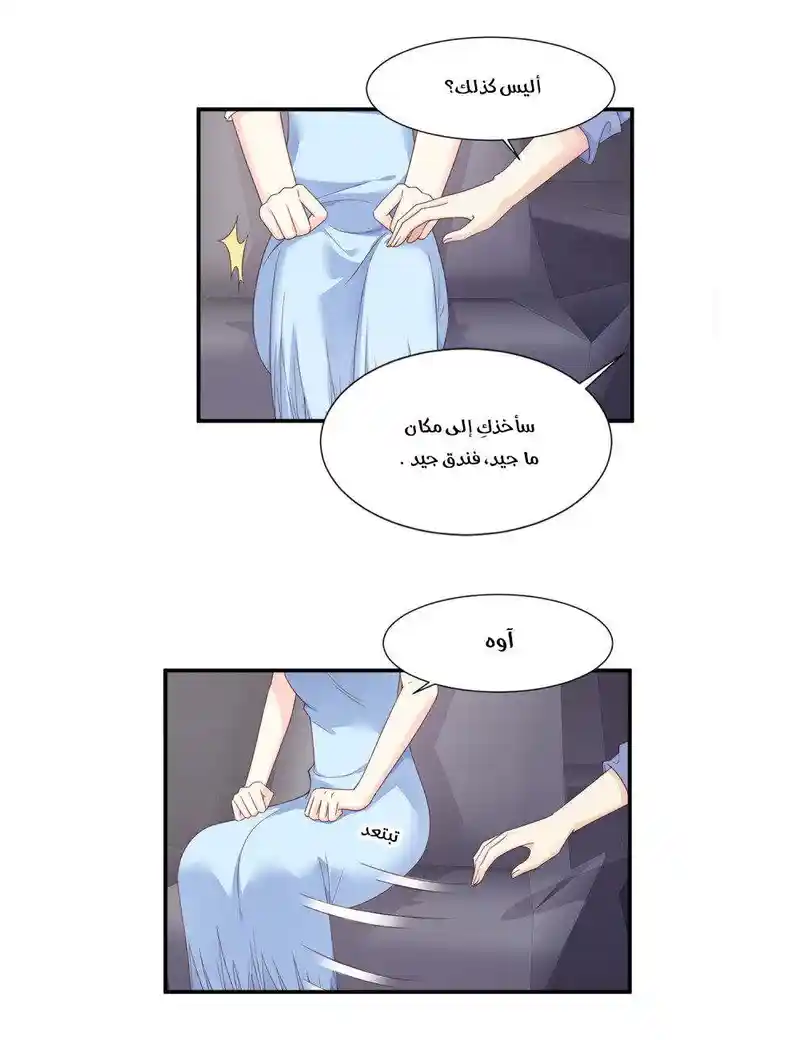 أليس كذلك؟
سأخذكِ إلى مكان
ما جيد، فندق جيد .
آوه
تبتعد